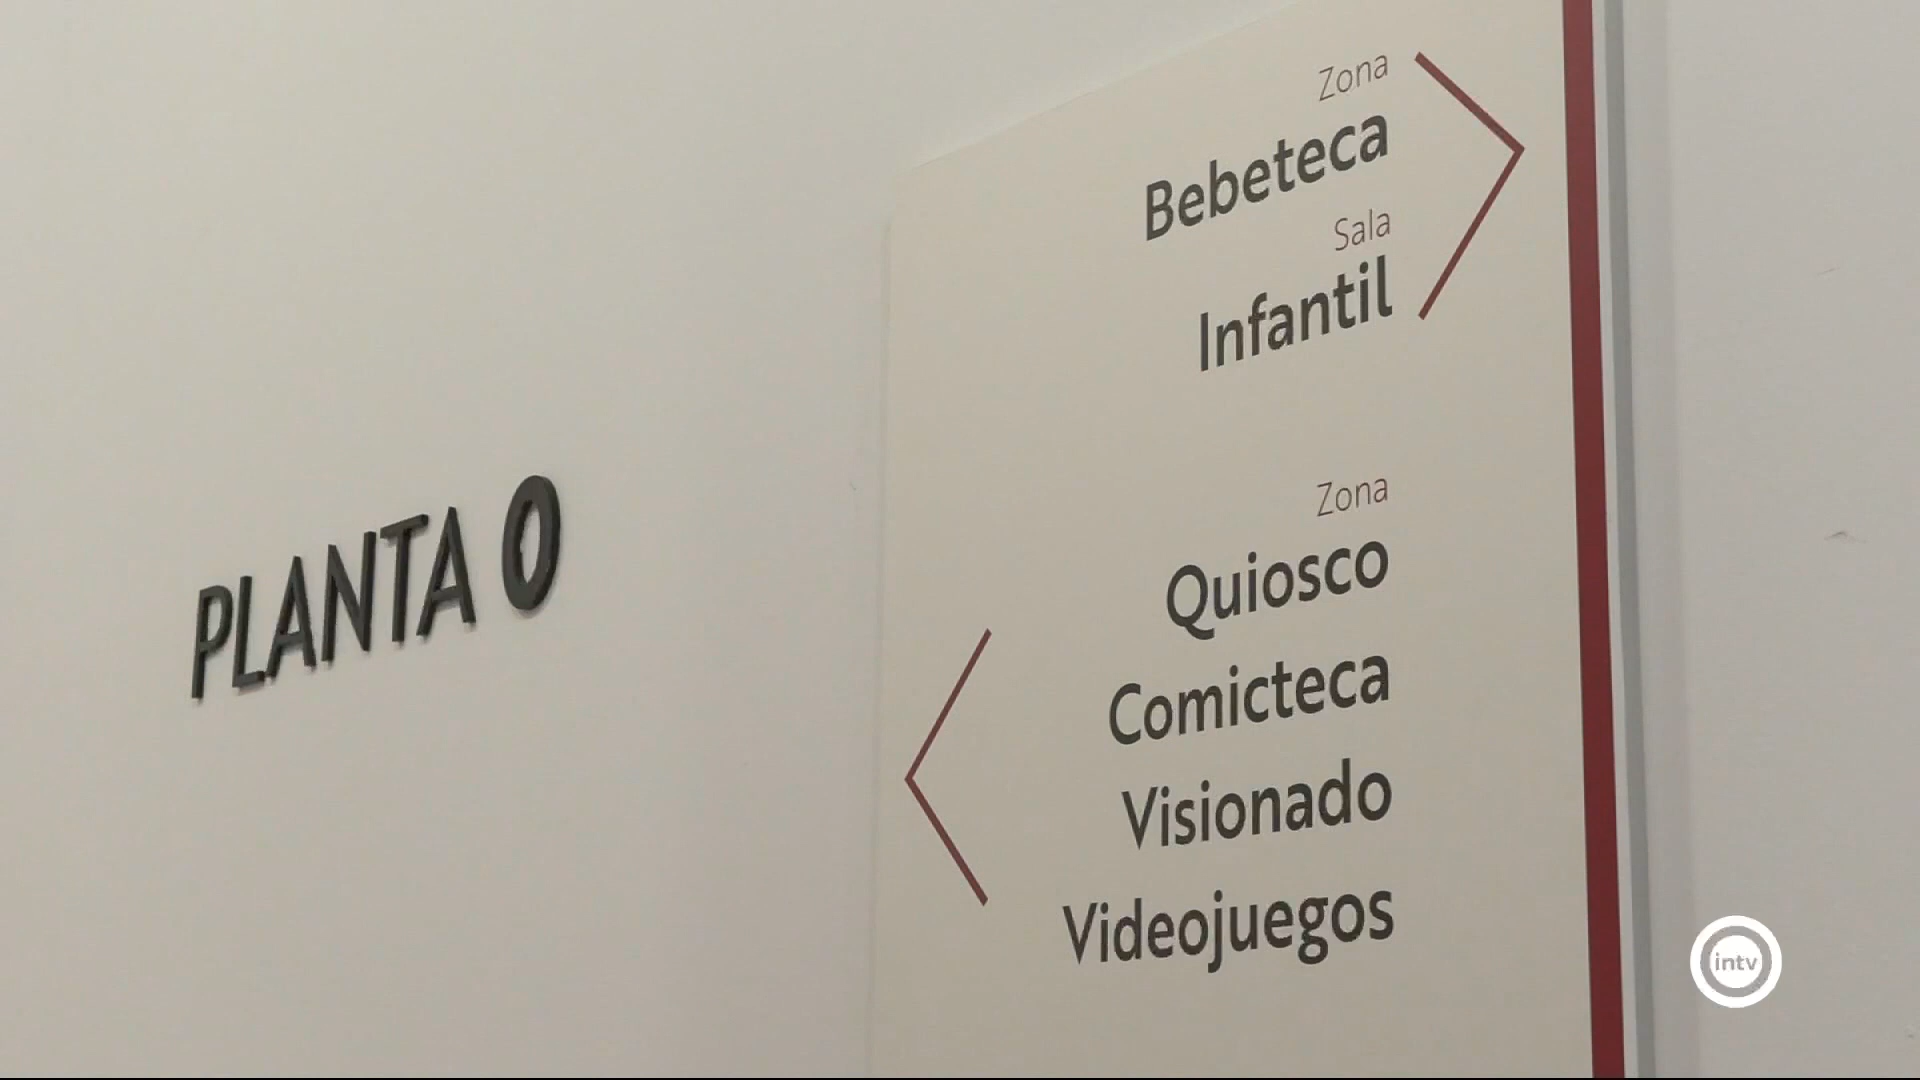 PLANTA 0
Zona
Bebeteca
Sala
Infantil
Zona
Quiosco
Comicteca
Visionado
Videojuegos
intv